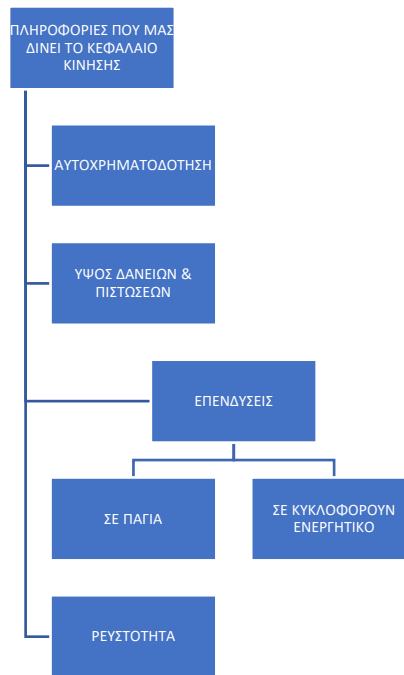 ΠΛΗΡΟΦΟΡΙΕΣ ΠΟΥ ΜΑΣ
ΔΙΝΕΙ ΤΟ ΚΕΦΑΛΑΙΟ
ΚΙΝΗΣΗΣ
ΑΥΤΟΧΡΗΜΑΤΟΔΟΤΗΣΗ
ΥΨΟΣ ΔΑΝΕΙΩΝ &
ΠΙΣΤΩΣΕΩΝ
ΕΠΕΝΔΥΣΕΙΣ
ΣΕ ΠΑΓΙΑ
ΣΕ ΚΥΚΛΟΦΟΡΟΥΝ
ΕΝΕΡΓΗΤΙΚΟ
ΡΕΥΣΤΟΤΗΤΑ